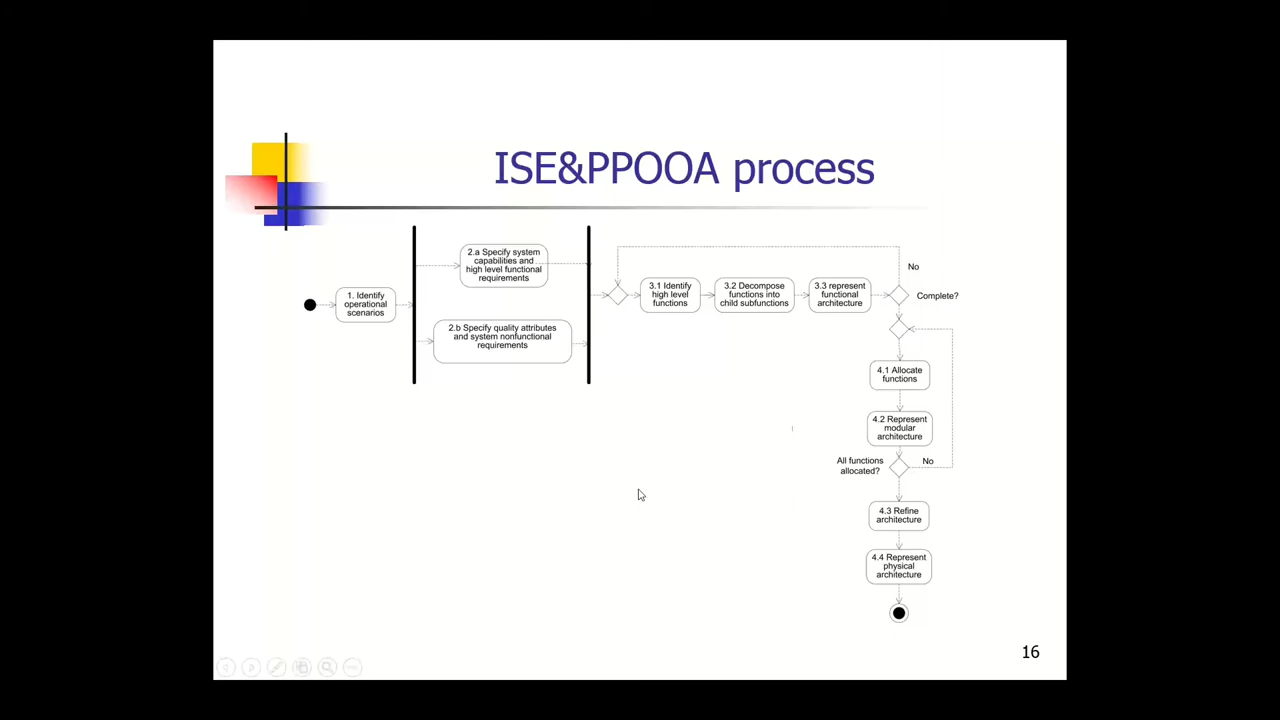 ISE&PPOOA process
1. Identify
operational
scenarios
2.a Specify system
capabilities and
high level functional
requirements
2.b Specify quality attributes
and system nonfunctional
requirements
3.1 Identify
high level
functions
3.2 Decompose
functions into
child subfunctions
3.3 represent
functional
architecture
No
Complete?
4.1 Allocate
functions
4.2 Represent
modular
architecture
All functions
allocated?
No
4.3 Refine
architecture
4.4 Represent
physical
architecture
16